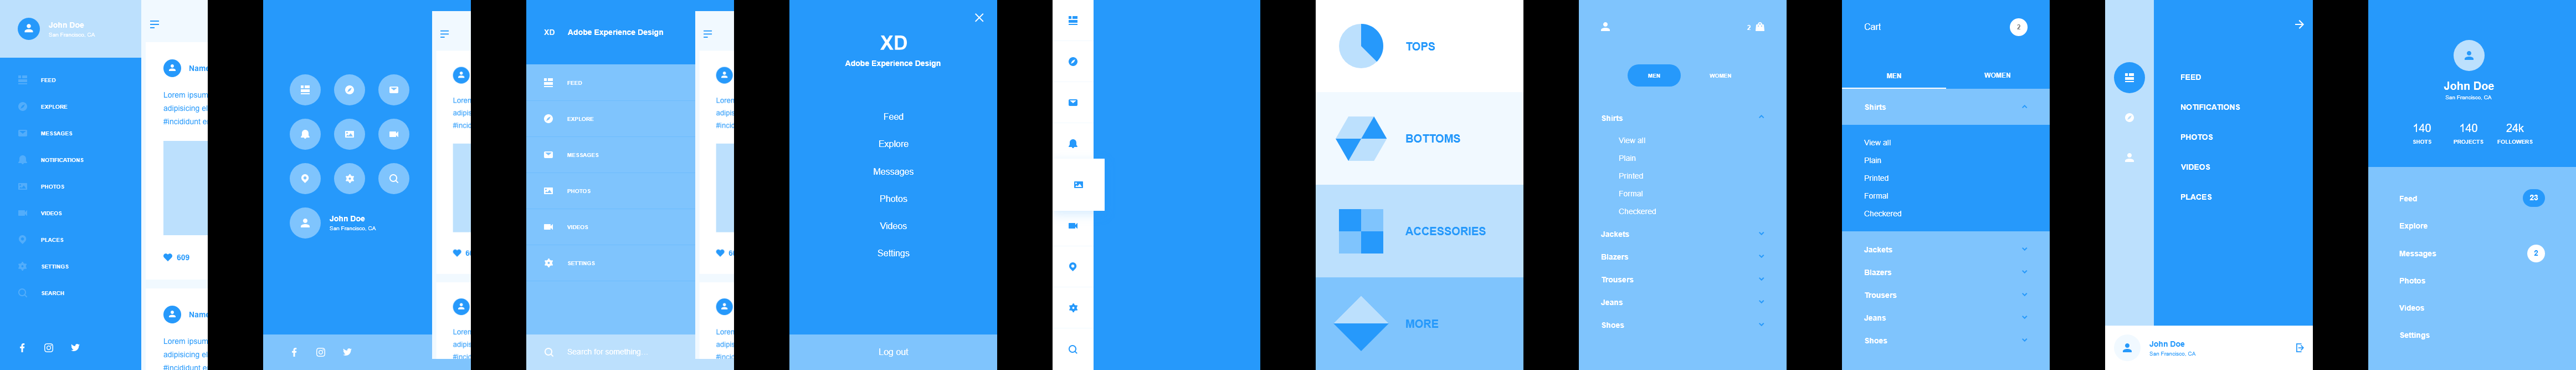 John Doe
San Francisco, CA
FEED
EXPLORE
MESSAGES
NOTIFICATIONS
PHOTOS
VIDEOS
PLACES
SETTINGS
SEARCH
Name
Lorem ipsum
adipisicing el
#incididunt e
609
Name
Lorem ipsum
adipisicing el
#incididunt
John Doe
San Francisco, CA
Lorem
adipis
#incid
Lorem
adipis
#incid
XD Adobe Experience Design
FEED
EXPLORE
MESSAGES
PHOTOS
VIDEOS
SETTINGS
Search for something...
Lorem
adipis
#incid
Lorem
adipis
#incid
XD
Adobe Experience Design
Feed
Explore
Messages
Photos
Videos
Settings
Log out
TOPS
BOTTOMS
ACCESSORIES
MORE
2
MEN WOMEN
Shirts
View all
Plain
Printed
Formal
Checkered
Jackets
Blazers
Trousers
Jeans
Shoes
Cart 2
MEN WOMEN
Shirts
View all
Plain
Printed
Formal
Checkered
Jackets
Blazers
Trousers
Jeans
Shoes
FEED
NOTIFICATIONS
PHOTOS
VIDEOS
PLACES
John Doe
San Francisco, CA
John Doe
San Francisco, CA
140 140 24k
SHOTS PROJECTS FOLLOWERS
Feed 23
Explore
Messages 2
Photos
Videos
Settings